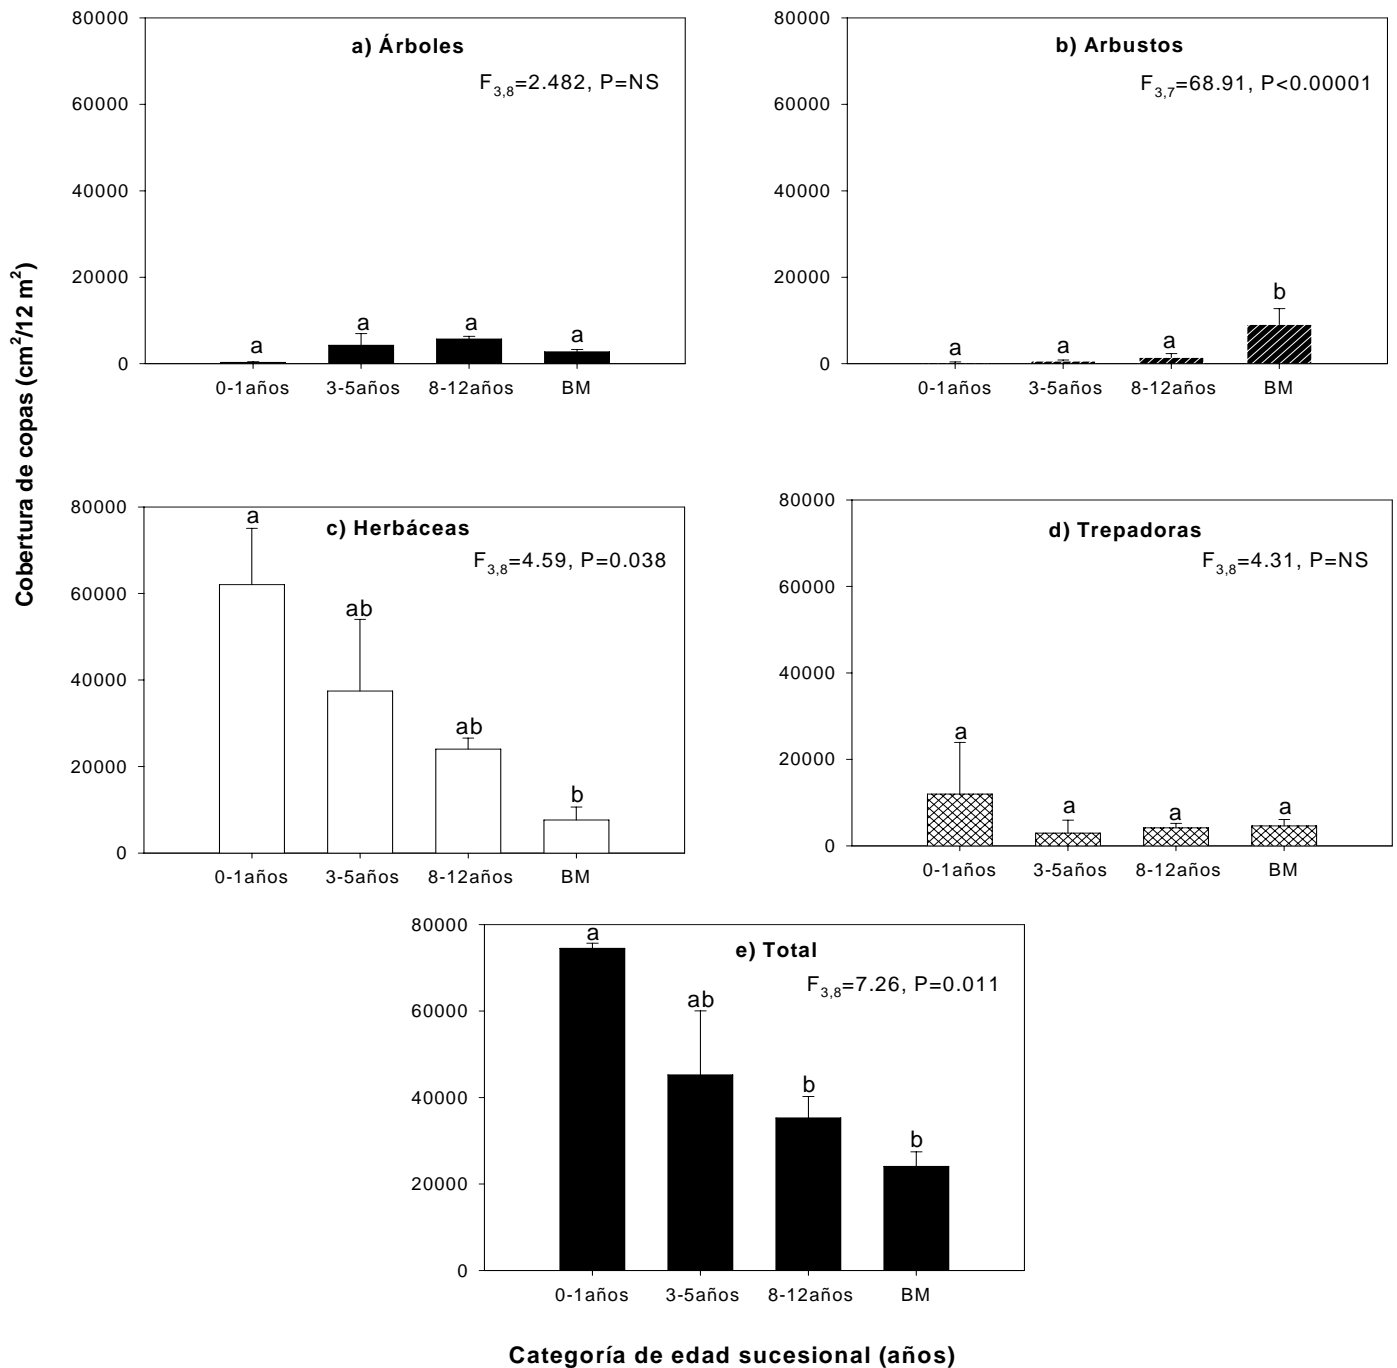 Cobertura de copas (cm²/12 m²)
80000
60000
40000
20000
0
a) Árboles
F3,8=2.482, P=NS
a
a
a
a
0-1años
3-5años
8-12años
BM
80000
60000
40000
20000
0
b) Arbustos
F3,7=68.91, P<0.00001
a
a
a
b
0-1años
3-5años
8-12años
BM
80000
60000
40000
20000
0
c) Herbáceas
F3,8=4.59, P=0.038
a
ab
ab
b
0-1años
3-5años
8-12años
BM
80000
60000
40000
20000
0
d) Trepadoras
F3,8=4.31, P=NS
a
a
a
a
0-1años
3-5años
8-12años
BM
80000
60000
40000
20000
0
e) Total
F3,8=7.26, P=0.011
a
ab
b
b
0-1años
3-5años
8-12años
BM
Categoría de edad sucesional (años)